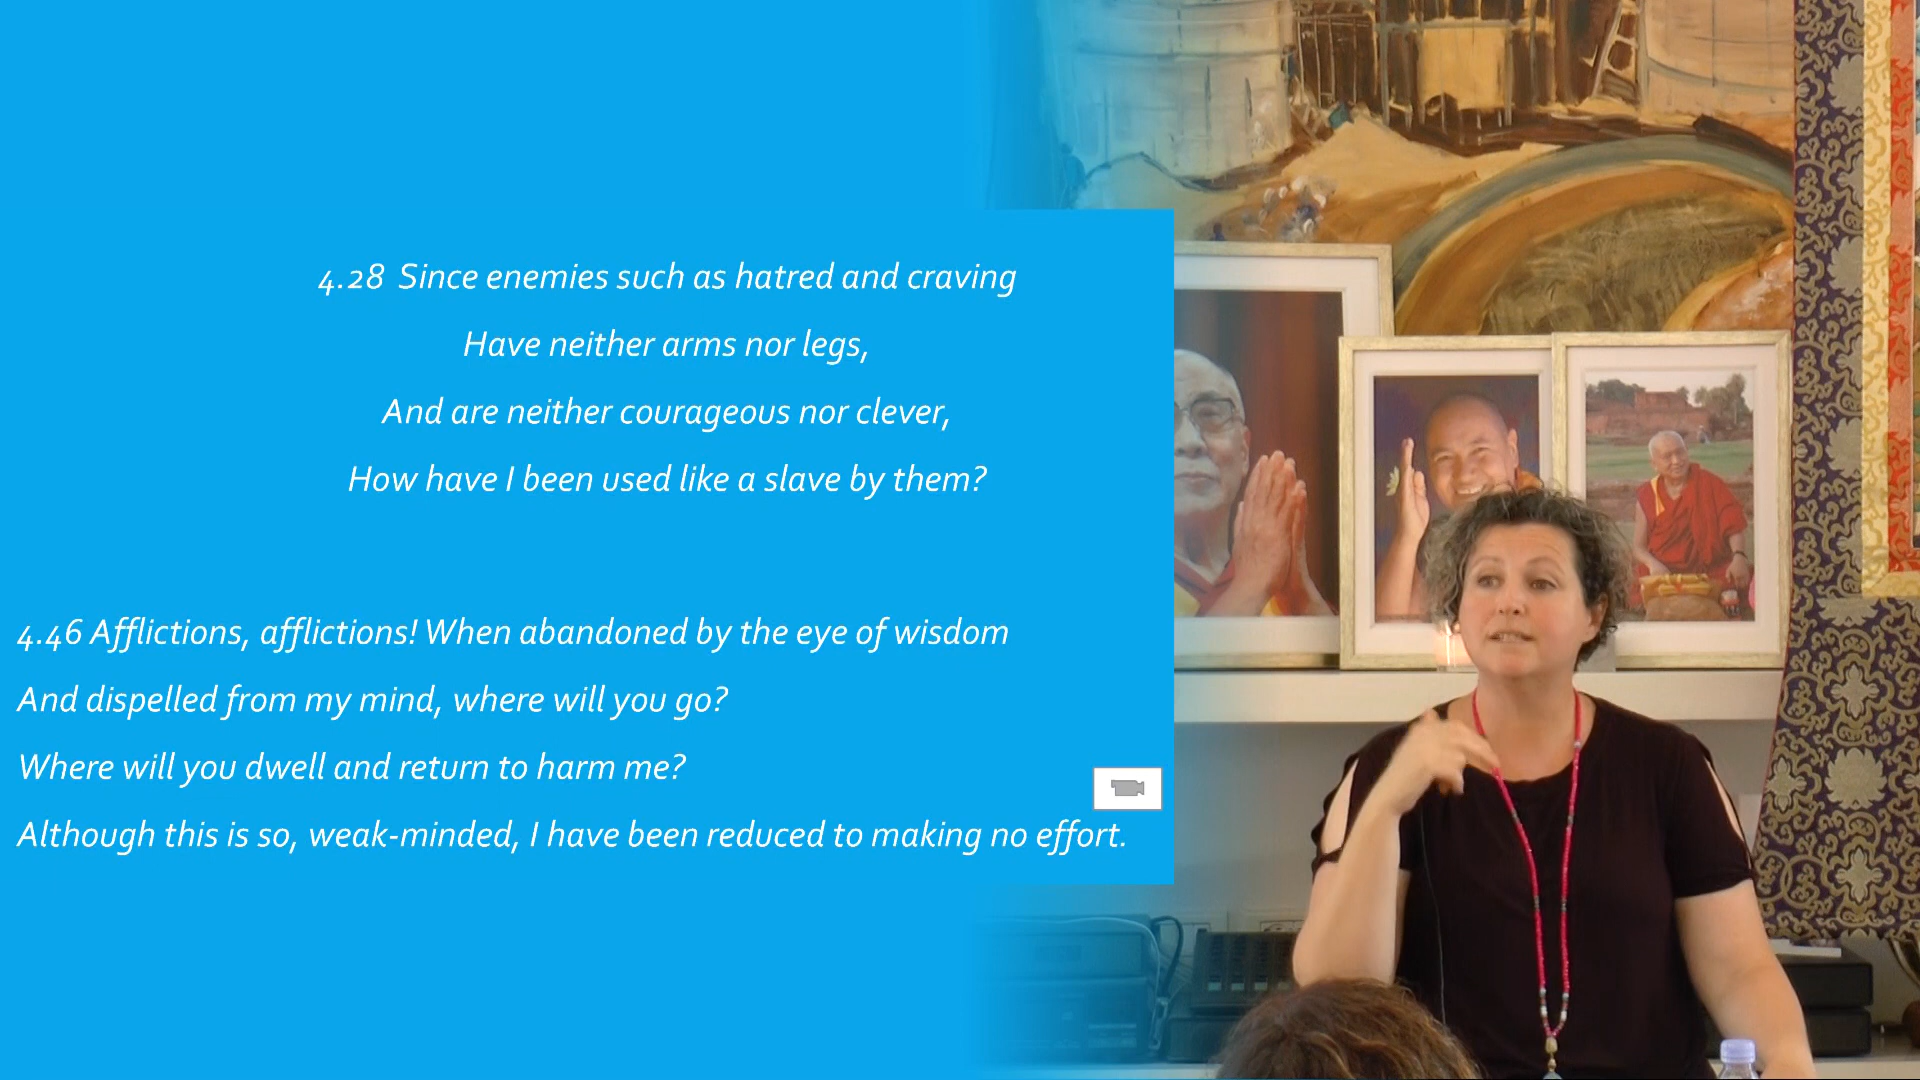 4.28 Since enemies such as hatred and craving
Have neither arms nor legs,
And are neither courageous nor clever,
How have I been used like a slave by them?
4.46 Afflictions, afflictions! When abandoned by the eye of wisdom
And dispelled from my mind, where will you go?
Where will you dwell and return to harm me?
Although this is so, weak-minded, I have been reduced to making no effort.